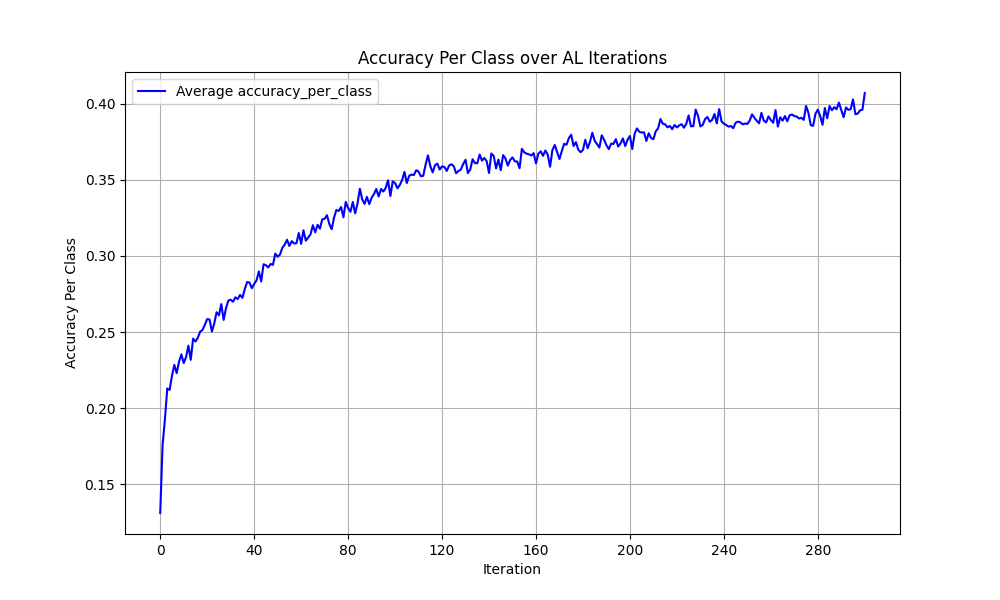 Accuracy Per Class over AL Iterations
Average accuracy_per_class
0.40
0.35
0.30
0.25
0.20
0.15
Accuracy Per Class
0 40 80 120 160 200 240 280
Iteration